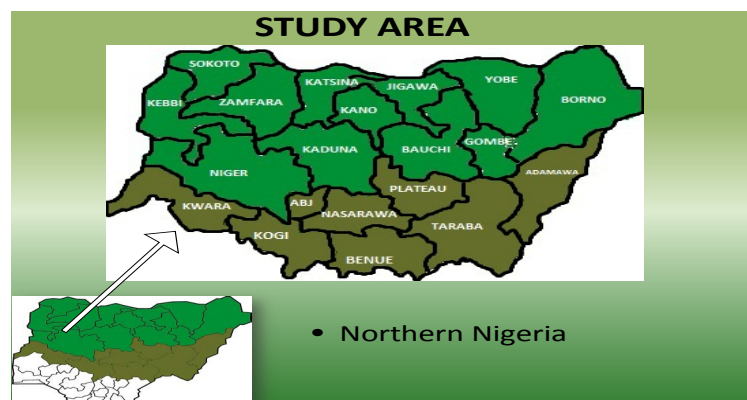 STUDY AREA
SOKOTO
KATSINA
JIGAWA
YOBE
KEBBI
ZAMFARA
KANO
BORNO
KADUNA
BAUCHI
GOMBE
NIGER
ADAMAWA
PLATEAU
KWARA
ABJ
NASARAWA
TARABA
KOGI
BENUE
• Northern Nigeria